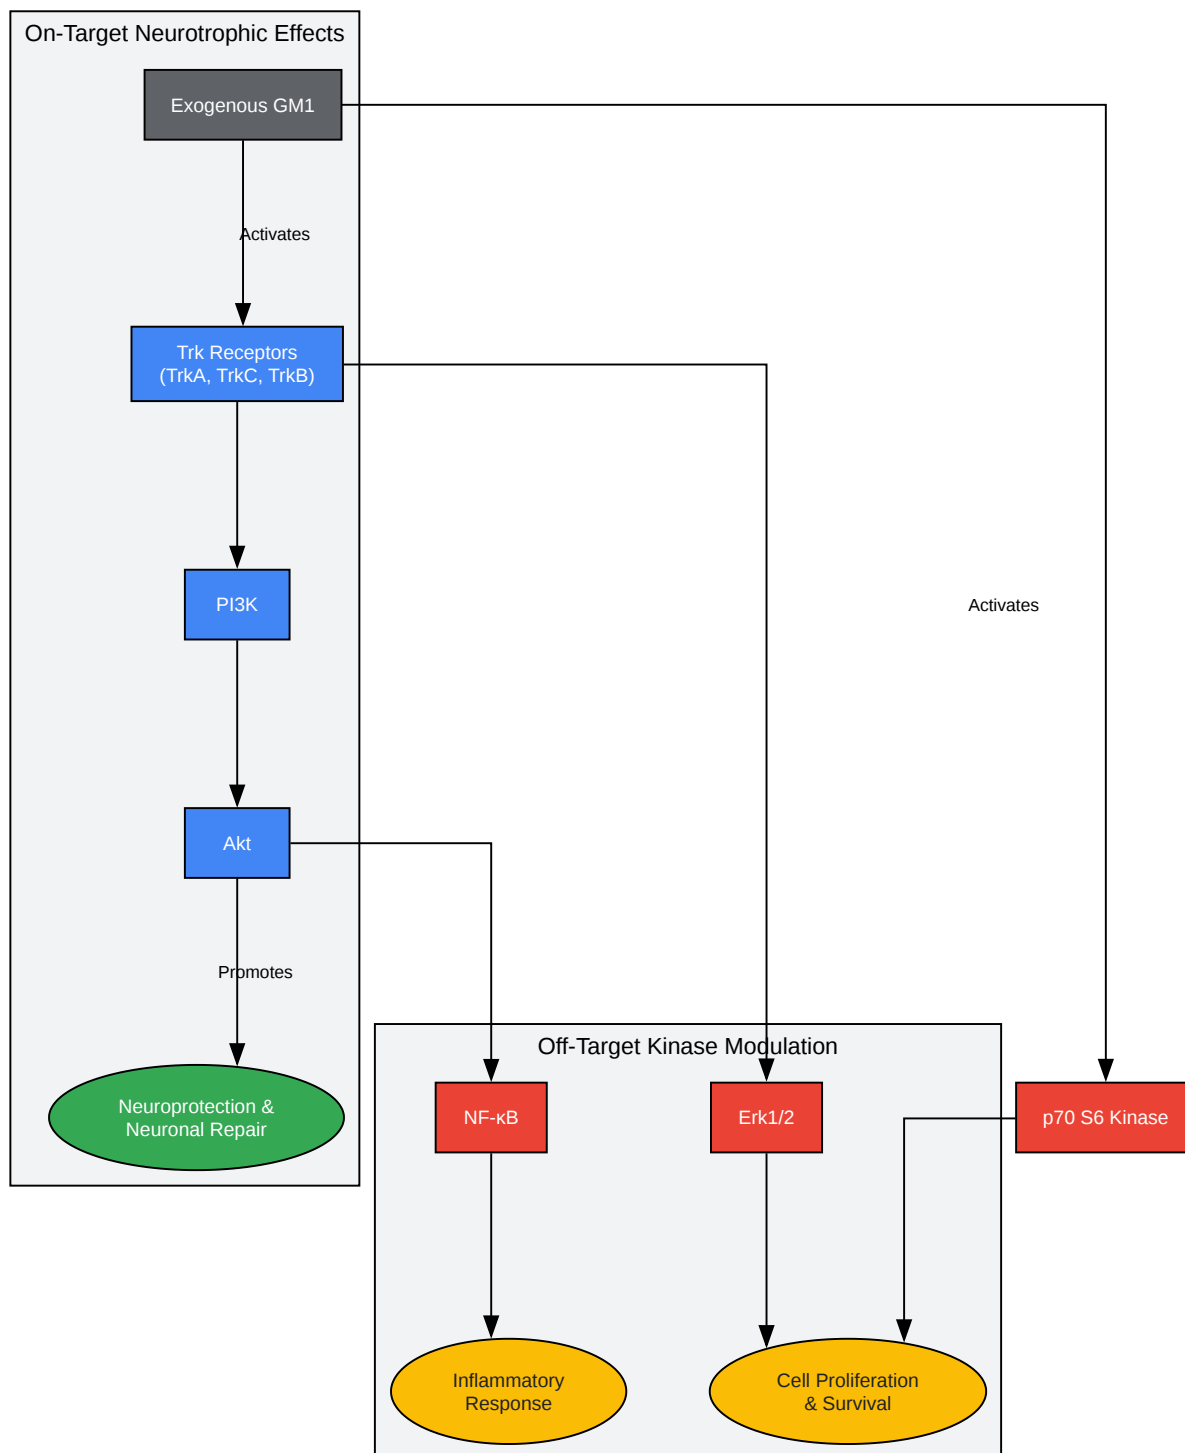 On-Target Neurotrophic Effects
Exogenous GM1
Activates
Trk Receptors
(TrkA, TrkC, TrkB)
PI3K
Activates
Akt
Promotes
Off-Target Kinase Modulation
Neuroprotection &
Neuronal Repair
NF-κB
Erk1/2
p70 S6 Kinase
Inflammatory
Response
Cell Proliferation
& Survival